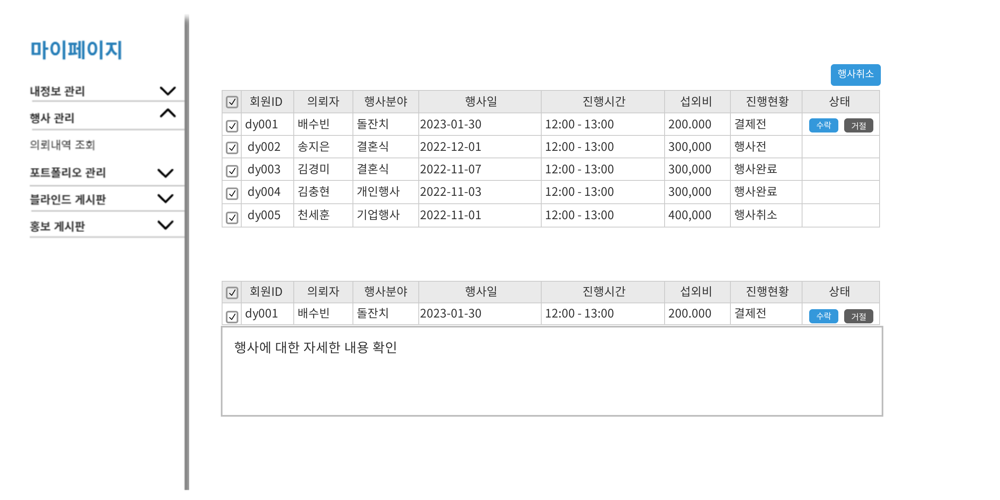 마이페이지
내정보 관리
행사 관리
의뢰내역 조회
포트폴리오 관리
블라인드 게시판
홍보 게시판
행사취소
회원ID 의뢰자 행사분야 행사일 진행시간 섭외비 진행현황 상태
dy001 배수빈 돌잔치 2023-01-30 12:00 - 13:00 200.000 결제전 수락 거절
dy002 송지은 결혼식 2022-12-01 12:00 - 13:00 300,000 행사전
dy003 김경미 결혼식 2022-11-07 12:00 - 13:00 300,000 행사완료
dy004 김충현 개인행사 2022-11-03 12:00 - 13:00 300,000 행사완료
dy005 천세훈 기업행사 2022-11-01 12:00 - 13:00 400,000 행사취소
회원ID 의뢰자 행사분야 행사일 진행시간 섭외비 진행현황 상태
dy001 배수빈 돌잔치 2023-01-30 12:00 - 13:00 200.000 결제전 수락 거절
행사에 대한 자세한 내용 확인